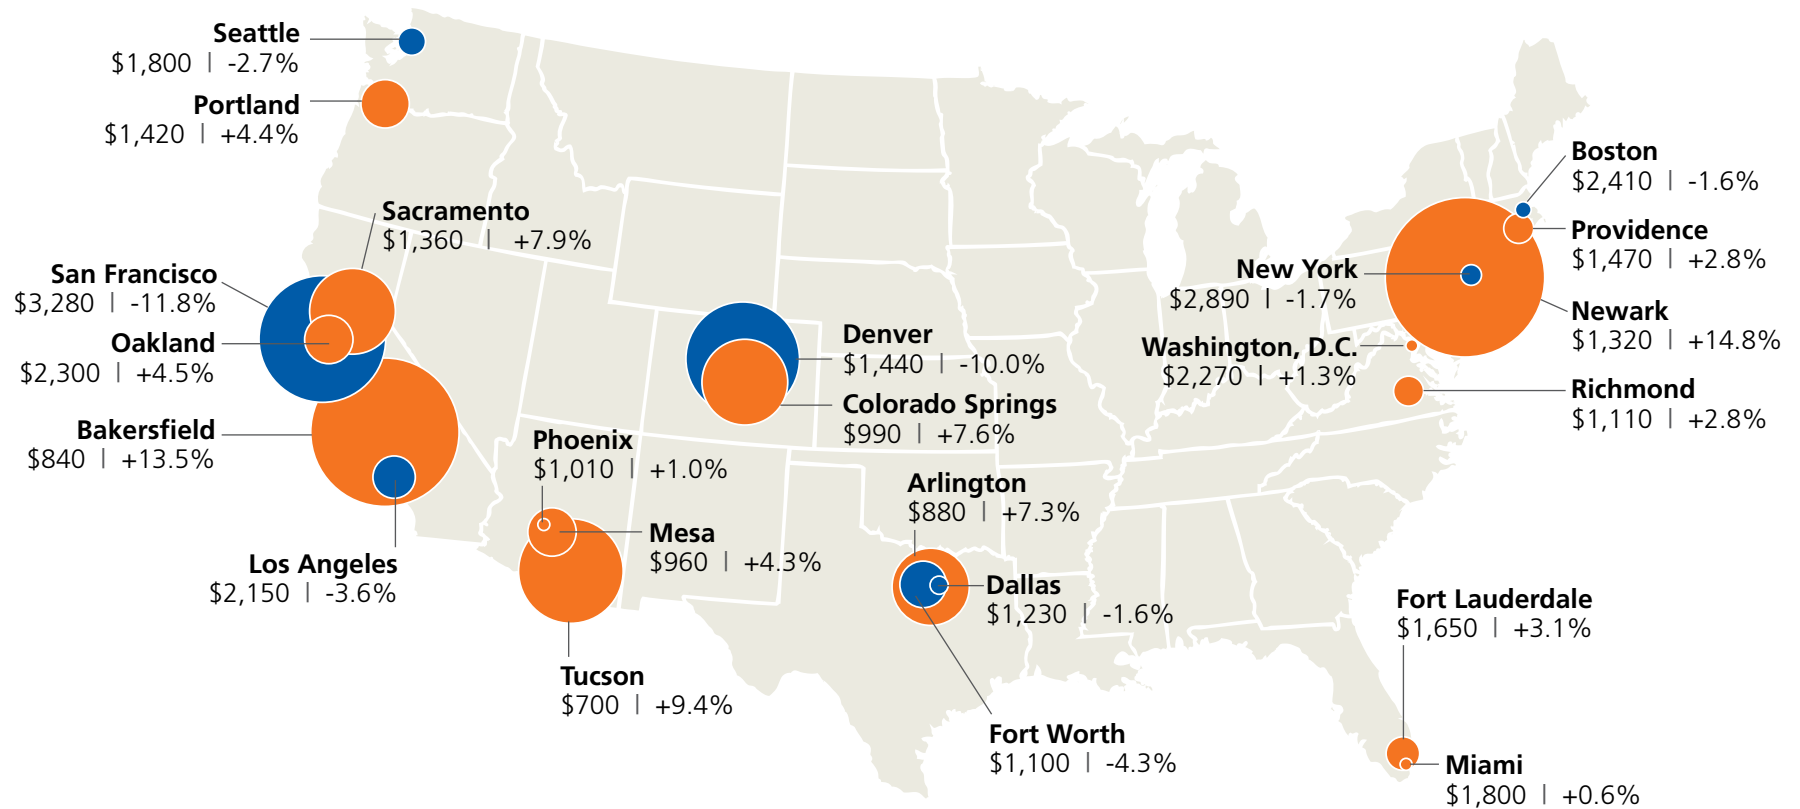 Seattle
$1,800 | -2.7%
Portland
$1,420 | +4.4%
Sacramento
$1,360 | +7.9%
San Francisco
$3,280 | -11.8%
Oakland
$2,300 | +4.5%
Bakersfield
$840 | +13.5%
Los Angeles
$2,150 | -3.6%
Phoenix
$1,010 | +1.0%
Mesa
$960 | +4.3%
Tucson
$700 | +9.4%
Denver
$1,440 | -10.0%
Colorado Springs
$990 | +7.6%
Arlington
$880 | +7.3%
Dallas
$1,230 | -1.6%
Fort Worth
$1,100 | -4.3%
Boston
$2,410 | -1.6%
Providence
$1,470 | +2.8%
New York
$2,890 | -1.7%
Newark
$1,320 | +14.8%
Washington, D.C.
$2,270 | +1.3%
Richmond
$1,110 | +2.8%
Fort Lauderdale
$1,650 | +3.1%
Miami
$1,800 | +0.6%